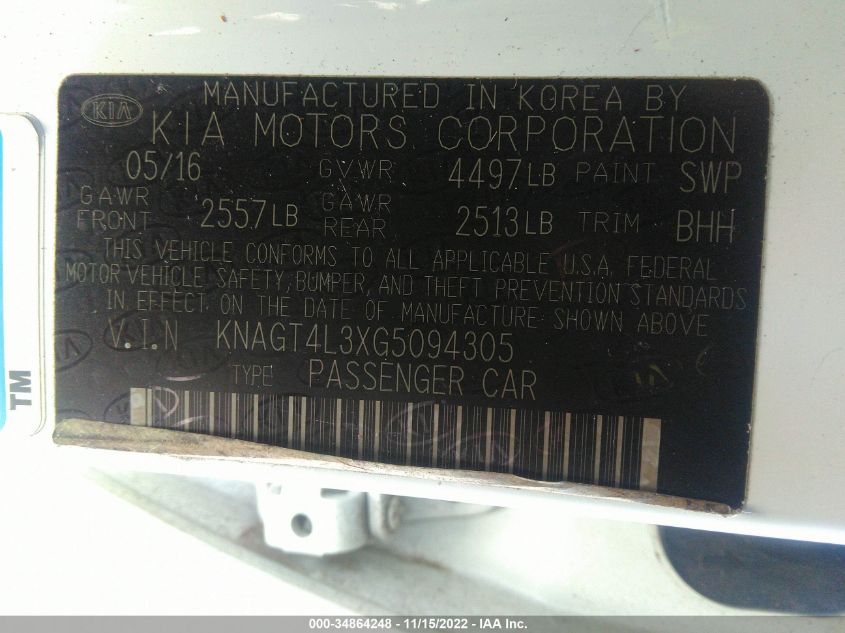 KIA
MANUFACTURED IN KOREA BY
KIA MOTORS CORPORATION
05/16 GVWR 4497LB PAINT SWP
GAWR FRONT 2557LB GAWR REAR 2513LB TRIM BHH
THIS VEHICLE CONFORMS TO ALL APPLICABLE U.S.A. FEDERAL
MOTOR VEHICLE SAFETY, BUMPER, AND THEFT PREVENTION STANDARDS
IN EFFECT ON THE DATE OF MANUFACTURE SHOWN ABOVE
V.I.N KNAGT4L3XG5094305
TYPE PASSENGER CAR
TM
000-34864248 - 11/15/2022 - IAAI.com